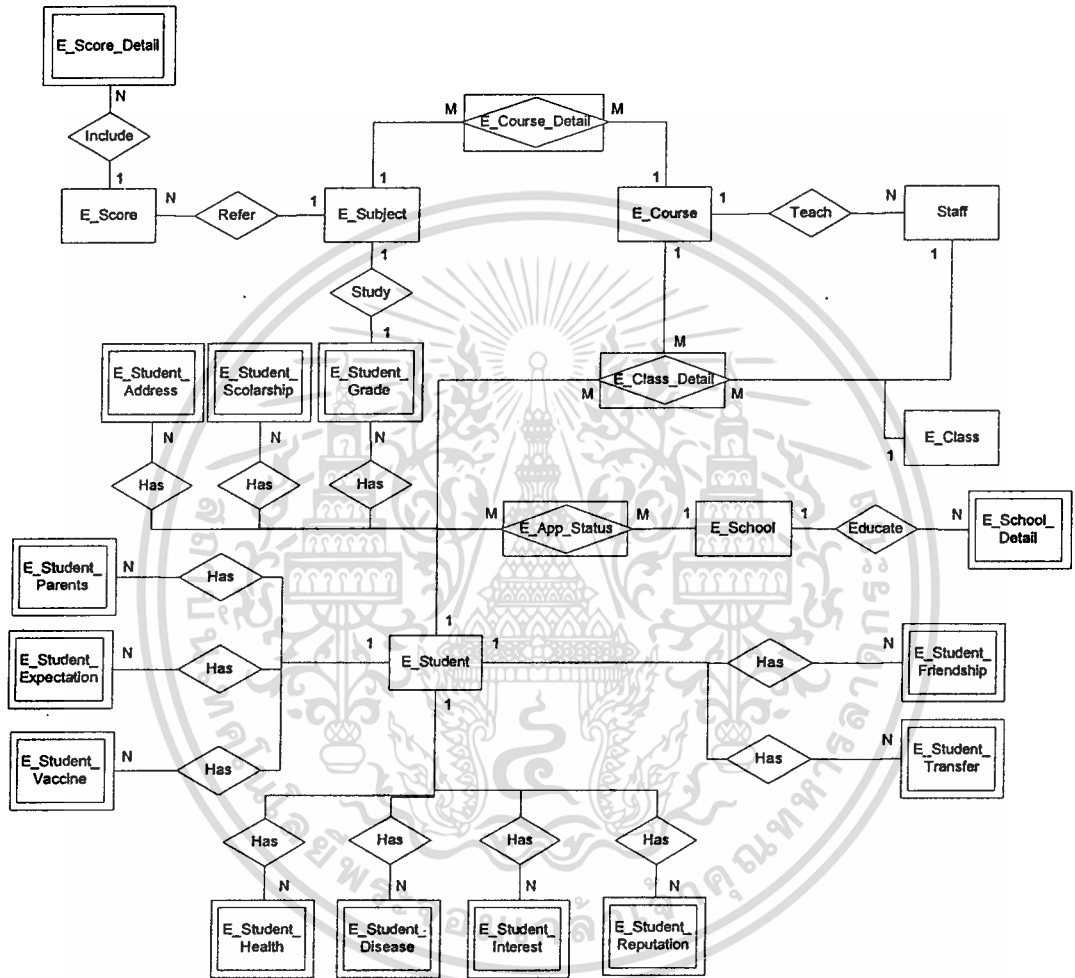 E_Score_Detail
N
Include
1
E_Score
N
Refer
1
E_Subject
1
M
E_Course_Detail
M
1
E_Course
1
Teach
N
Staff
1
1
Study
1
1
M
E_Class_Detail
M
M
E_Class
1
E_Student_
Address
E_Student_
Scolarship
E_Student_
Grade
N
N
N
Has
Has
Has
M
E_App_Status
M
1
E_School
1
Educate
N
E_School_
Detail
E_Student_
Parents
N
Has
E_Student_
Expectation
N
Has
E_Student_
Vaccine
N
Has
1
1
E_Student
1
1
Has
N
E_Student_
Friendship
Has
N
E_Student_
Transfer
Has
Has
Has
Has
N
N
N
N
E_Student_
Health
E_Student_
Disease
E_Student_
Interest
E_Student_
Reputation